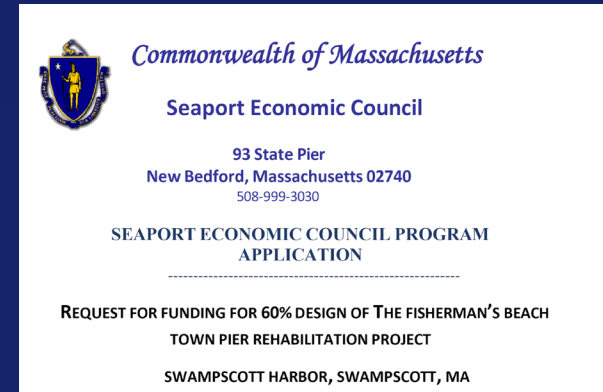 Commonwealth of Massachusetts
Seaport Economic Council
93 State Pier
New Bedford, Massachusetts 02740
508-999-3030
SEAPORT ECONOMIC COUNCIL PROGRAM
APPLICATION
------------------------------------------------------------
REQUEST FOR FUNDING FOR 60% DESIGN OF THE FISHERMAN'S BEACH
TOWN PIER REHABILITATION PROJECT
SWAMPSCOTT HARBOR, SWAMPSCOTT, MA